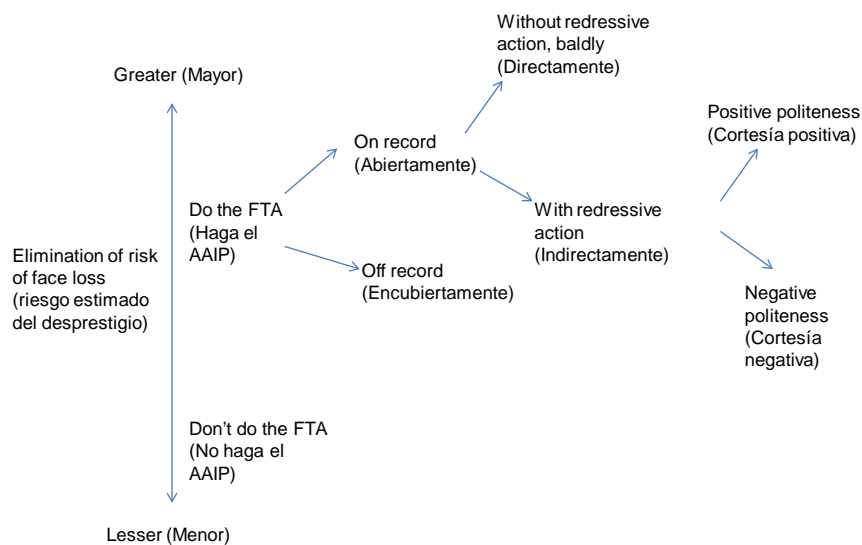 Without redressive
action, baldly
(Directamente)
Greater (Mayor)
Positive politeness
(Cortesía positiva)
On record
(Abiertamente)
Do the FTA
(Haga el
AAIP)
With redressive
action
(Indirectamente)
Elimination of risk
of face loss
(riesgo estimado
del desprestigio)
Off record
(Encubiertamente)
Negative
politeness
(Cortesía
negativa)
Don't do the FTA
(No haga el
AAIP)
Lesser (Menor)